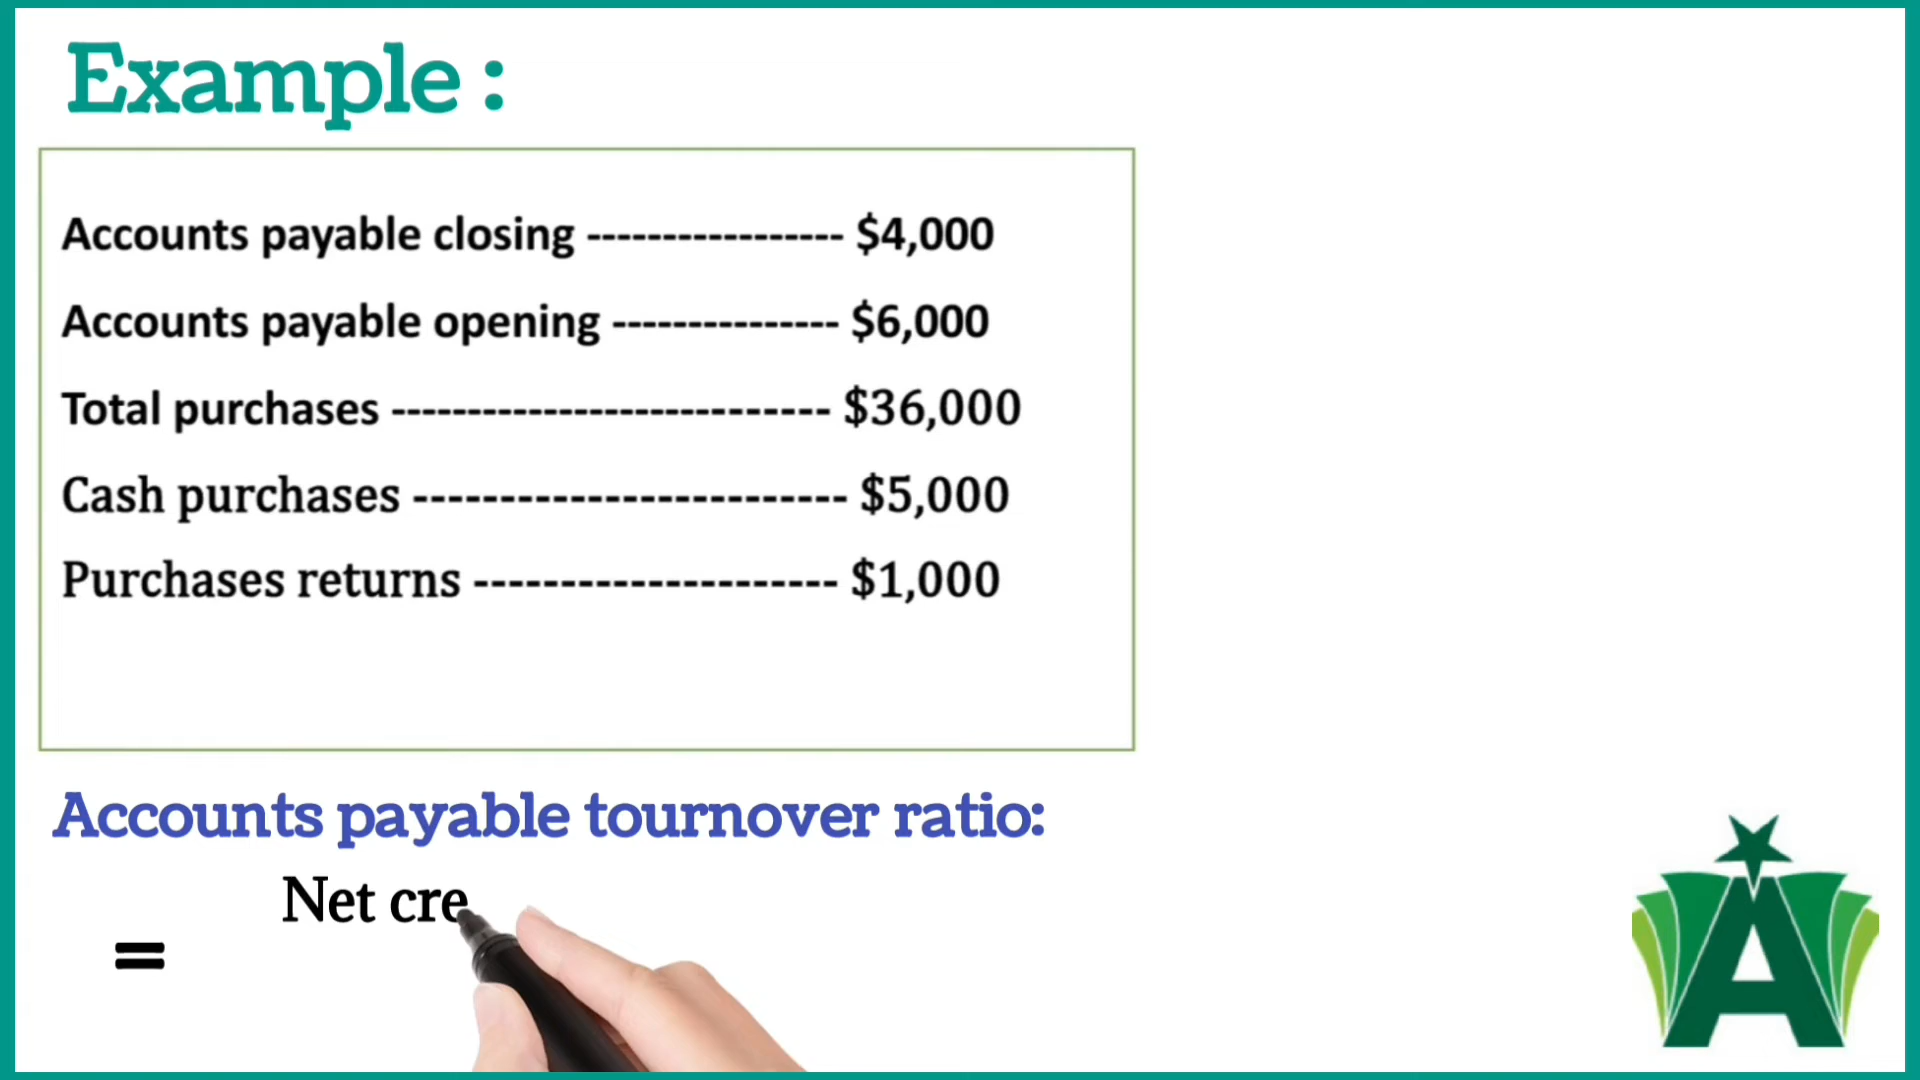 Example :
Accounts payable closing ----------------- $4,000
Accounts payable opening --------------- $6,000
Total purchases ----------------------------- $36,000
Cash purchases -------------------------- $5,000
Purchases returns ---------------------- $1,000
Accounts payable tournover ratio:
Net cre
=
A